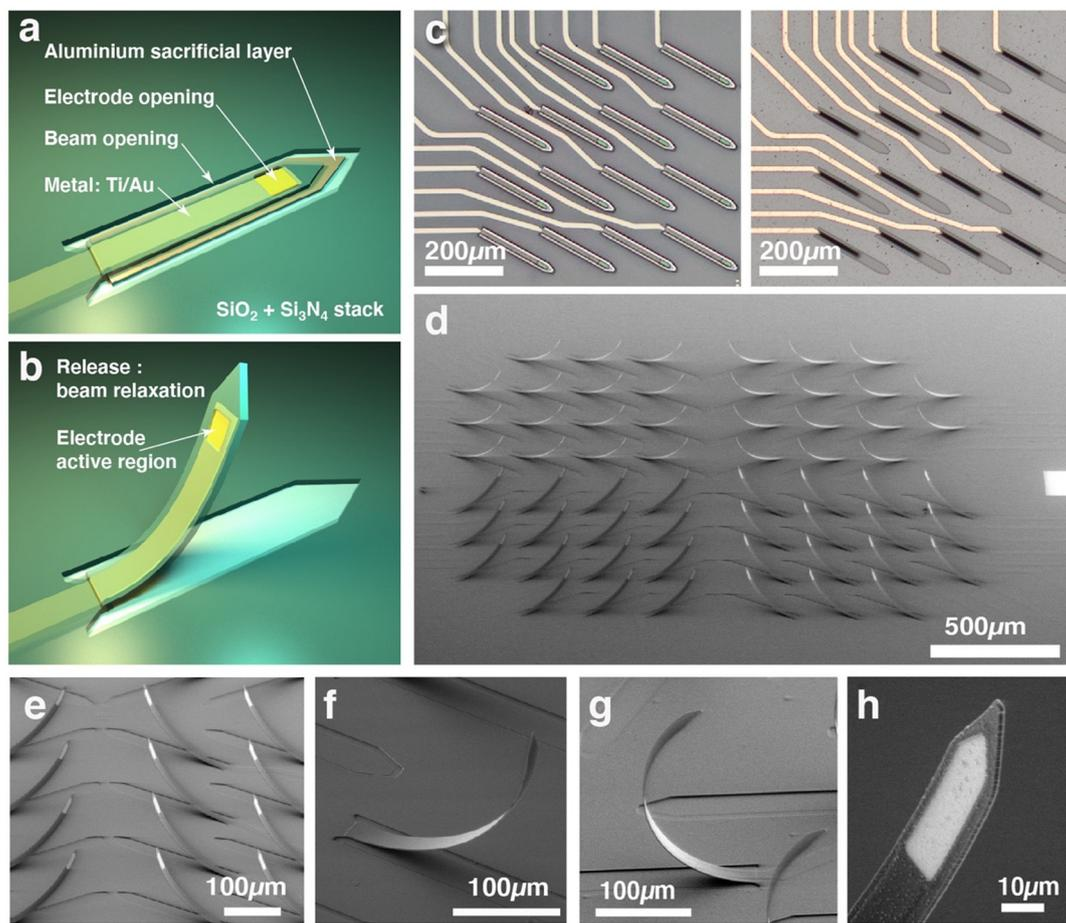 a
Aluminium sacrificial layer
Electrode opening
Beam opening
Metal: Ti/Au
SiO₂ + Si₃N₄ stack
b
Release :
beam relaxation
Electrode
active region
c
200μm
200μm
d
500μm
e
100μm
f
100μm
g
100μm
h
10μm